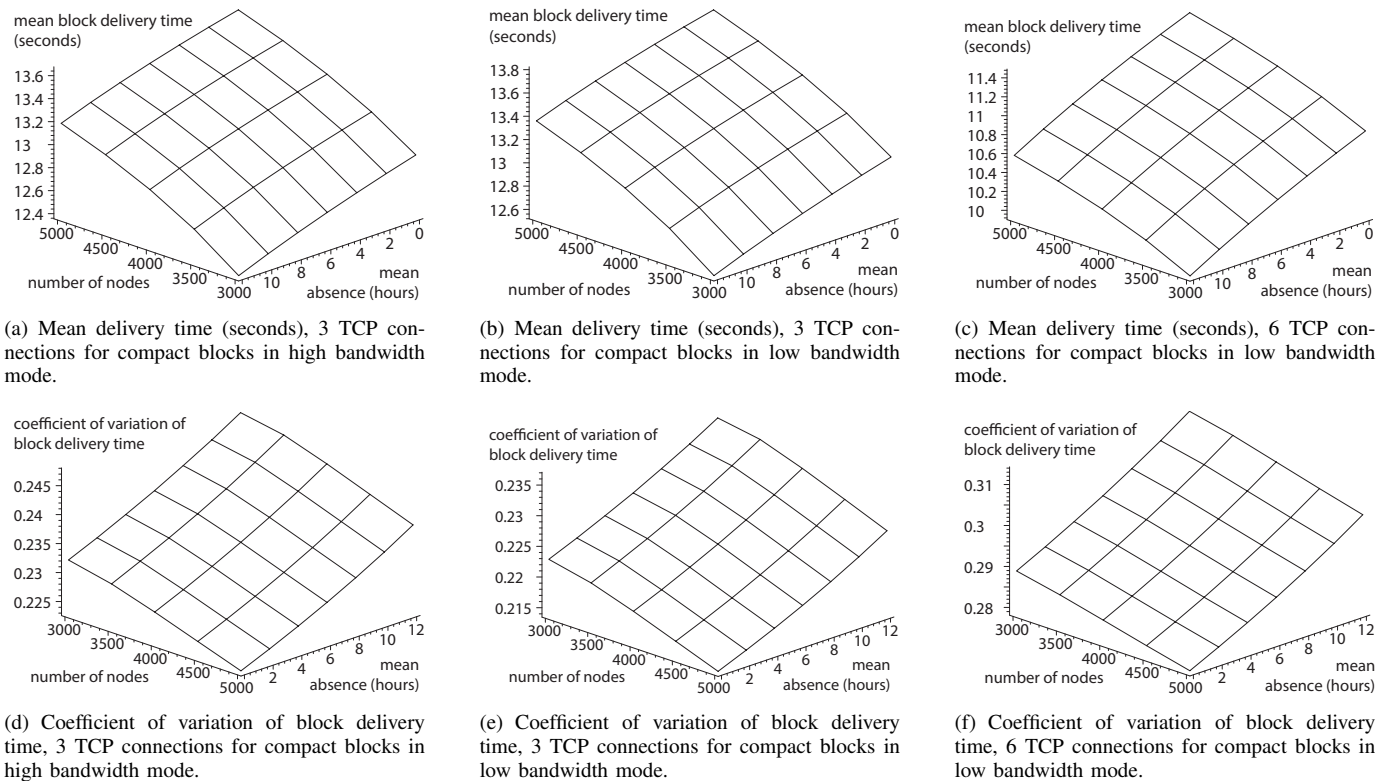 mean block delivery time
(seconds)
13.6
13.4
13.2
13
12.8
12.6
12.4
5000
4500
4000
3500
3000
number of nodes
10
8
6
4
2
0
mean
absence (hours)
(a) Mean delivery time (seconds), 3 TCP con-
nections for compact blocks in high bandwidth
mode.
mean block delivery time
(seconds)
13.8
13.6
13.4
13.2
13
12.8
12.6
5000
4500
4000
3500
3000
number of nodes
10
8
6
4
2
0
mean
absence (hours)
(b) Mean delivery time (seconds), 3 TCP con-
nections for compact blocks in low bandwidth
mode.
mean block delivery time
(seconds)
11.4
11.2
11
10.8
10.6
10.4
10.2
10
5000
4500
4000
3500
3000
number of nodes
10
8
6
4
2
0
mean
absence (hours)
(c) Mean delivery time (seconds), 6 TCP con-
nections for compact blocks in low bandwidth
mode.
coefficient of variation of
block delivery time
0.245
0.24
0.235
0.23
0.225
3000
3500
4000
4500
5000
number of nodes
2
4
6
8
10
12
mean
absence (hours)
(d) Coefficient of variation of block delivery
time, 3 TCP connections for compact blocks in
high bandwidth mode.
coefficient of variation of
block delivery time
0.235
0.23
0.225
0.22
0.215
3000
3500
4000
4500
5000
number of nodes
2
4
6
8
10
12
mean
absence (hours)
(e) Coefficient of variation of block delivery
time, 3 TCP connections for compact blocks in
low bandwidth mode.
coefficient of variation of
block delivery time
0.31
0.3
0.29
0.28
3000
3500
4000
4500
5000
number of nodes
2
4
6
8
10
12
mean
absence (hours)
(f) Coefficient of variation of block delivery
time, 6 TCP connections for compact blocks in
low bandwidth mode.